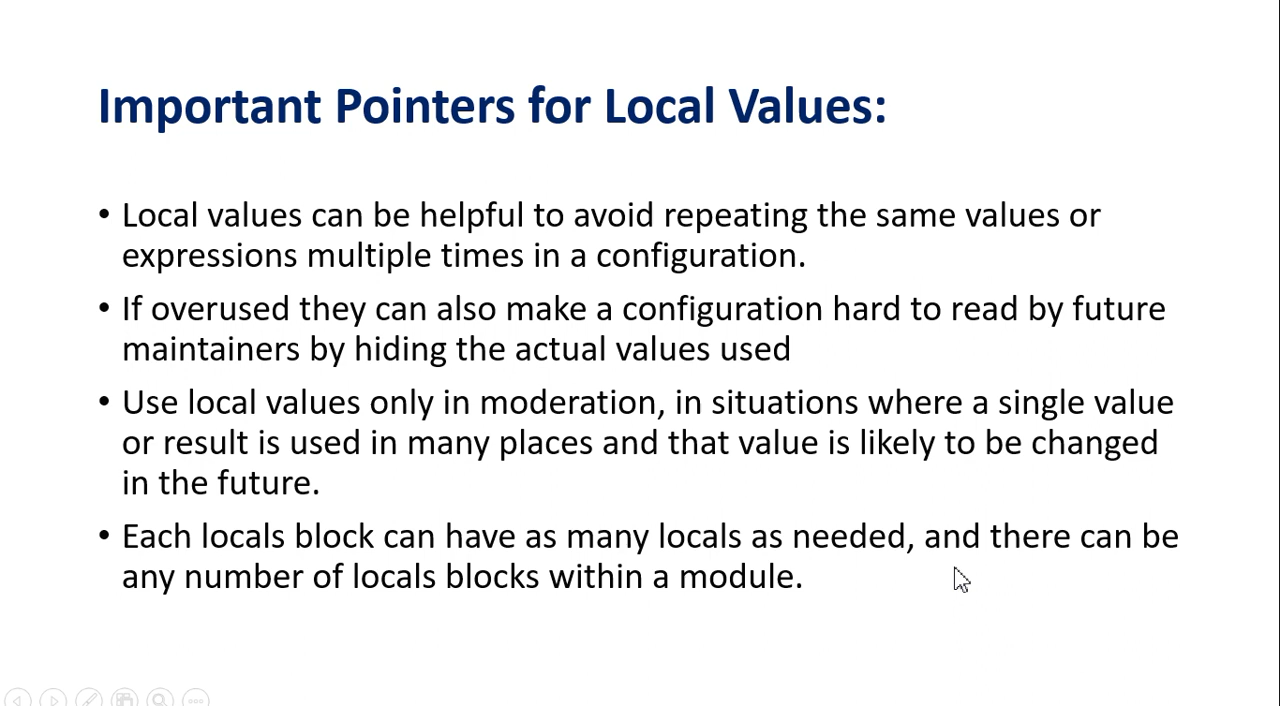 Important Pointers for Local Values:
• Local values can be helpful to avoid repeating the same values or
expressions multiple times in a configuration.
• If overused they can also make a configuration hard to read by future
maintainers by hiding the actual values used
• Use local values only in moderation, in situations where a single value
or result is used in many places and that value is likely to be changed
in the future.
• Each locals block can have as many locals as needed, and there can be
any number of locals blocks within a module.